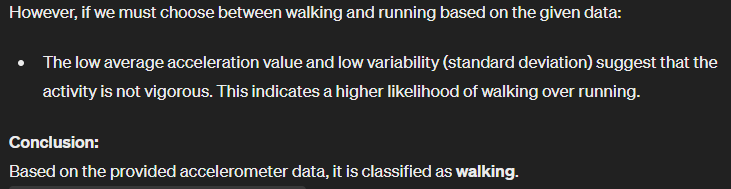 However, if we must choose between walking and running based on the given data:
• The low average acceleration value and low variability (standard deviation) suggest that the
activity is not vigorous. This indicates a higher likelihood of walking over running.
Conclusion:
Based on the provided accelerometer data, it is classified as walking.